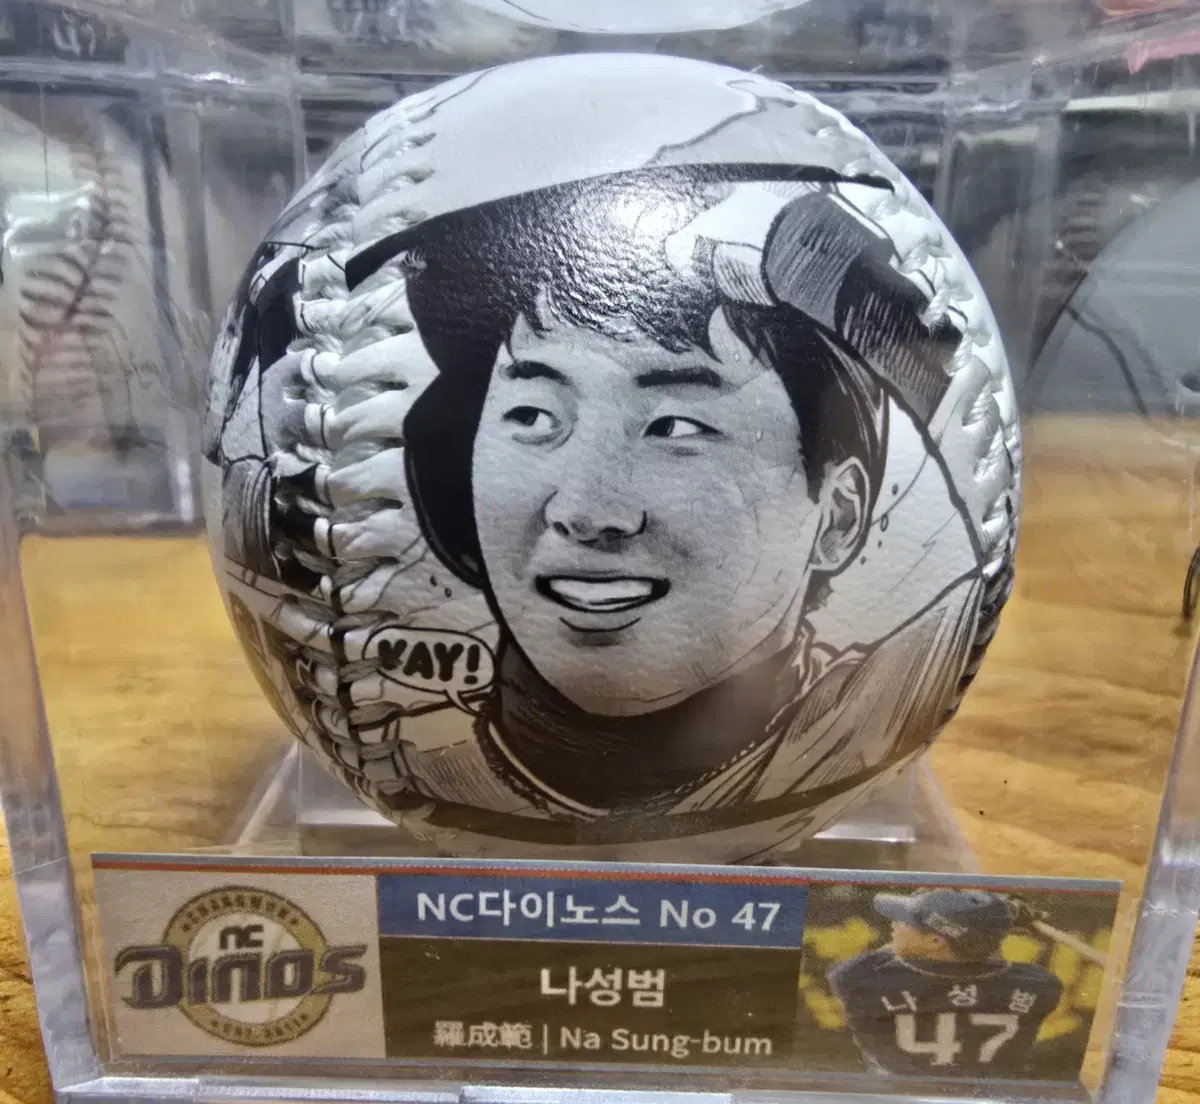 YAY!
NC다이노스 No 47
nc
DINOS
나성범
羅成範 | Na Sung-bum
나성범
47